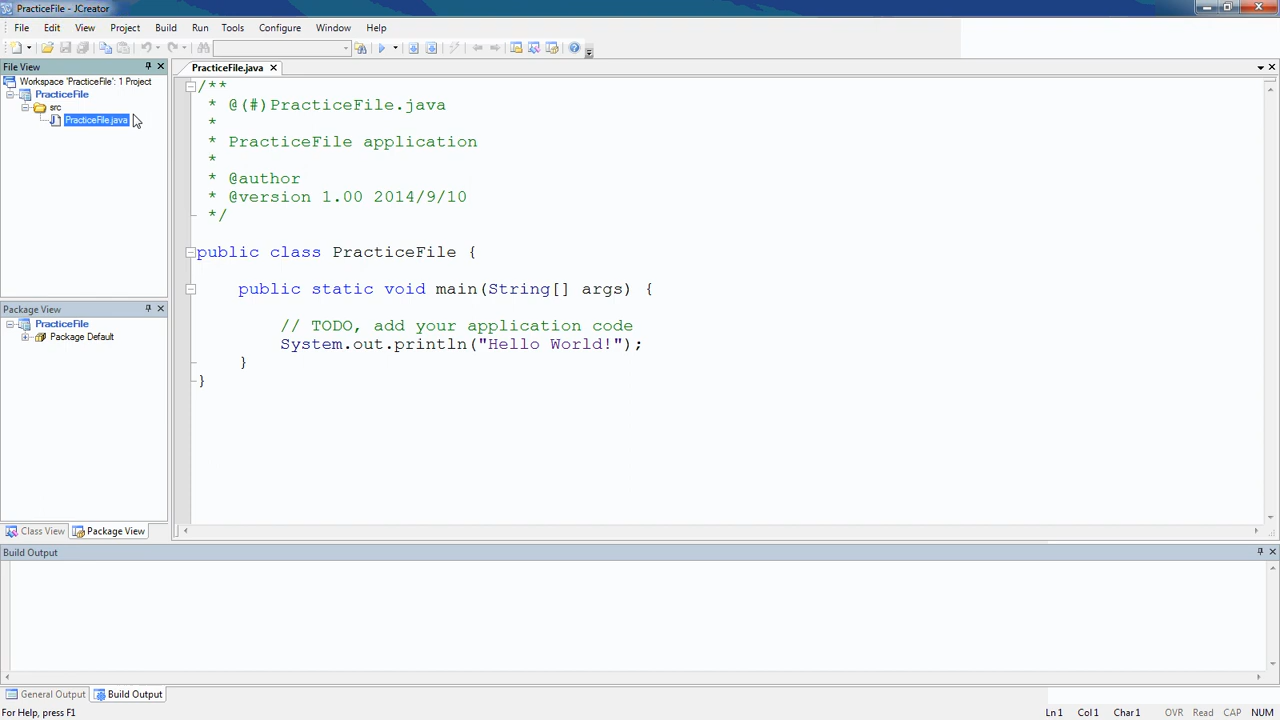 PracticeFile - JCreator
File Edit View Project Build Run Tools Configure Window Help
File View
Workspace 'PracticeFile': 1 Project
PracticeFile
src
PracticeFile.java
PracticeFile.java
/**
* @(#)PracticeFile.java
*
* PracticeFile application
*
* @author
* @version 1.00 2014/9/10
*/
public class PracticeFile {
public static void main(String[] args) {
// TODO, add your application code
System.out.println("Hello World!");
}
}
Package View
PracticeFile
Package Default
Class View Package View
Build Output
General Output Build Output
For Help, press F1
Ln 1 Col 1 Char 1 OVR Read CAP NUM